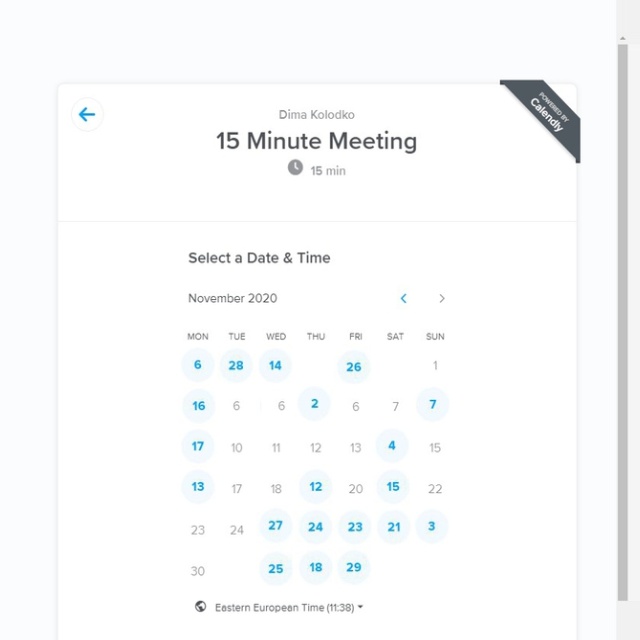 Dima Kolodko
POWERED BY
Calendly
15 Minute Meeting
15 min
Select a Date & Time
November 2020
MON TUE WED THU FRI SAT SUN
6 28 14 26 1
16 6 6 2 6 7 7
17 10 11 12 13 4 15
13 17 18 12 20 15 22
23 24 27 24 23 21 3
30 25 18 29
Eastern European Time (11:38)